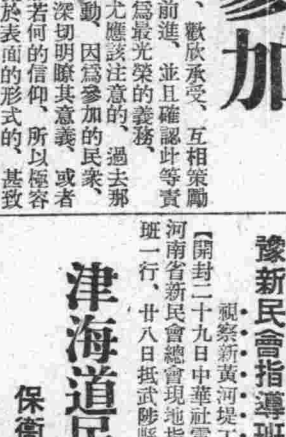 參加
、歡欣承受、互相策勵
前進、並且確認此等責
爲最光榮的義務、
尤應該注意的、過去那
動、因爲參加的民衆、
深切明瞭其意義、或者
若何的信仰、所以極容
於表面的形式的、甚致
豫新民會指導班
視察新黃河堤工
【開封二十九日中華社電
河南省新民會總會現地指
班一行、廿八日抵武陟縣
津海道民
保衛